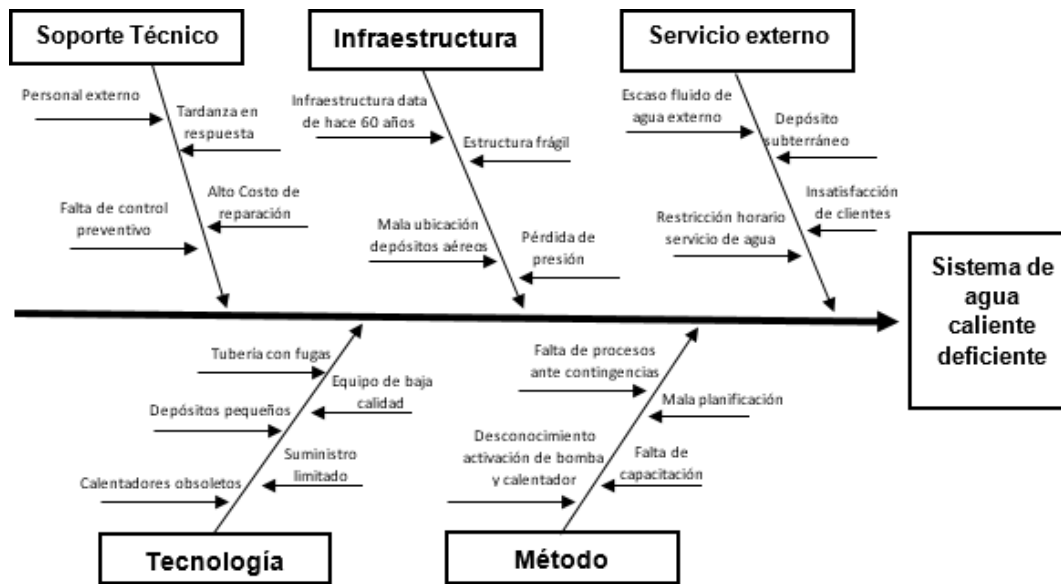 Soporte Técnico
Infraestructura
Servicio externo
Personal externo
Tardanza en
respuesta
Falta de control
preventivo
Alto Costo de
reparación
Infraestructura data
de hace 60 años
Estructura frágil
Mala ubicación
depósitos aéreos
Pérdida de
presión
Escaso fluido de
agua externo
Depósito
subterráneo
Restricción horario
servicio de agua
Insatisfacción
de clientes
Sistema de
agua
caliente
deficiente
Tubería con fugas
Equipo de baja
calidad
Depósitos pequeños
Suministro
limitado
Calentadores obsoletos
Falta de procesos
ante contingencias
Mala planificación
Desconocimiento
activación de bomba
y calentador
Falta de
capacitación
Tecnología
Método